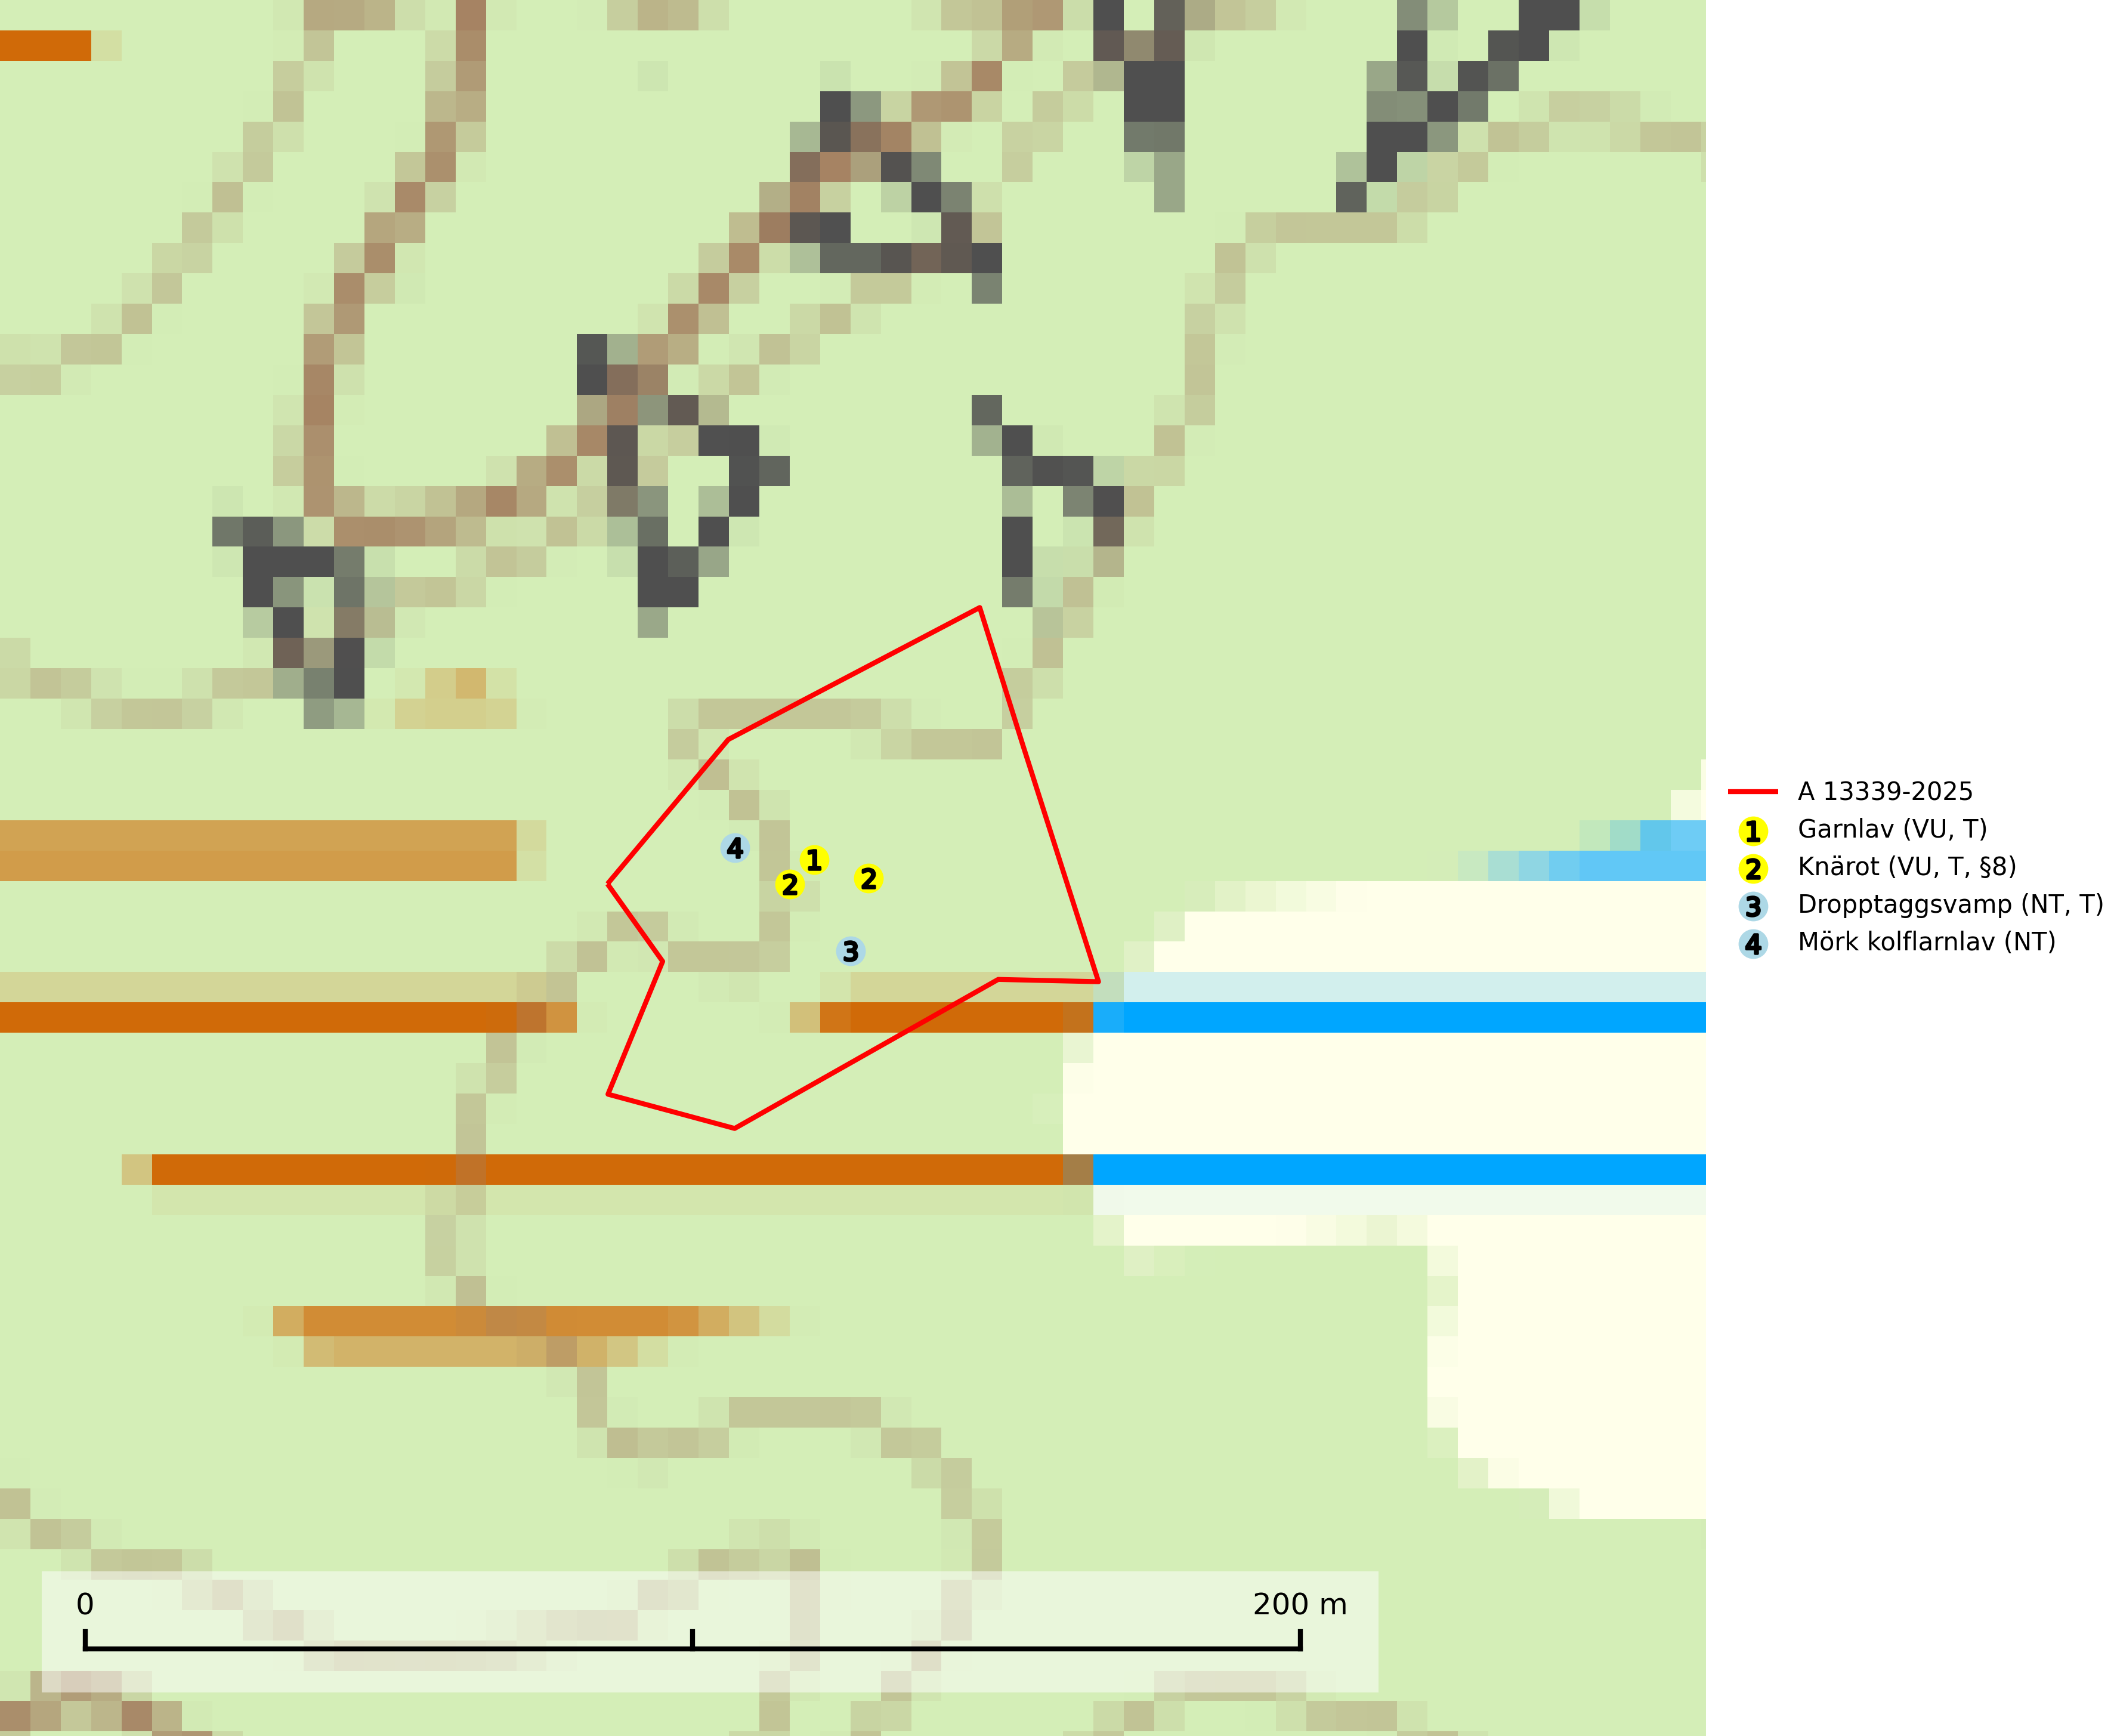 A 13339-2025
1 Garnlav (VU, T)
2 Knärot (VU, T, §8)
3 Dropptaggsvamp (NT, T)
4 Mörk kolflarnlav (NT)
4
1
2
2
3
0 200 m